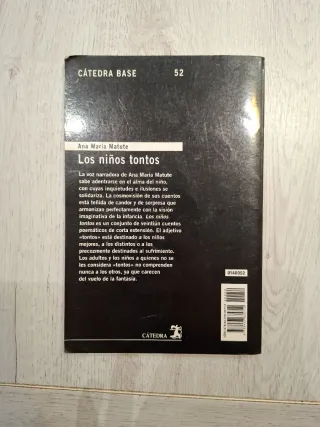 CÁTEDRA BASE 52
Ana María Matute
Los niños tontos
La voz narradora de Ana María Matute
sabe adentrarse en el alma del niño,
con cuyas inquietudes e ilusiones se
solidariza. La cosmovisión de sus cuentos
está teñida de candor y de sorpresa que
armonizan perfectamente con la visión
imaginativa de la infancia. Los niños
tontos es un conjunto de veintiún cuentos
poemáticos de corta extensión. El adjetivo
«tontos» está destinado a los niños
mejores, a los distintos o a los
precozmente destinados al sufrimiento.
Los adultos y los niños a quienes no se
les considera «tontos» no comprenden
nunca a los otros, ya que carecen
del vuelo de la fantasía.
0140052
CÁTEDRA